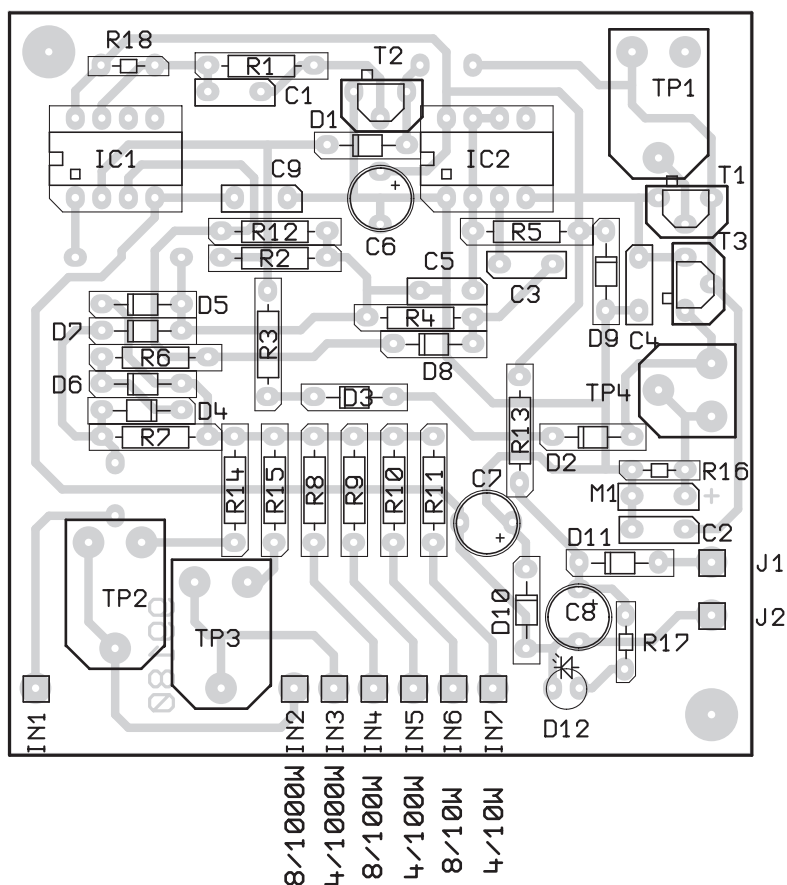 R18
T2
R1
TP1
C1
D1
IC1
IC2
C9
T1
R12
C6
R5
T3
R2
C5
C3
D5
R4
D7
R3
D9
C4
R6
D8
D6
D3
TP4
D4
R13
R7
D2
R14
R15
R8
R9
R10
R11
C7
R16
M1
+
C2
+
D11
J1
TP2
D10
C8
+
J2
TP3
R17
08100
IN1
IN2
IN3
IN4
IN5
IN6
IN7
D12
8/1000W
4/1000W
8/100W
4/100W
8/10W
4/10W